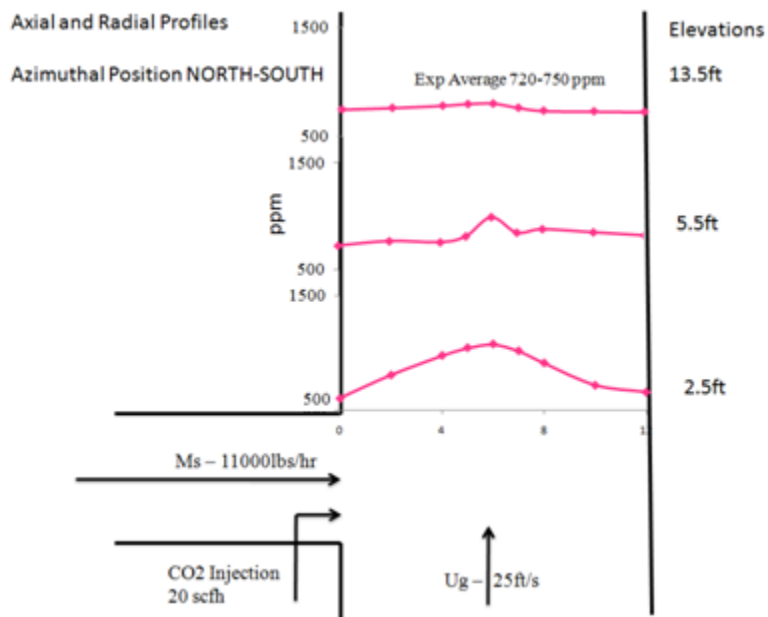 Axial and Radial Profiles
Azimuthal Position NORTH-SOUTH
1500
Exp Average 720-750 ppm
Elevations
13.5ft
500
1500
ppm
5.5ft
500
1500
500
2.5ft
0
4
8
12
Ms – 11000lbs/hr
CO2 Injection
20 scfh
Ug – 25ft/s